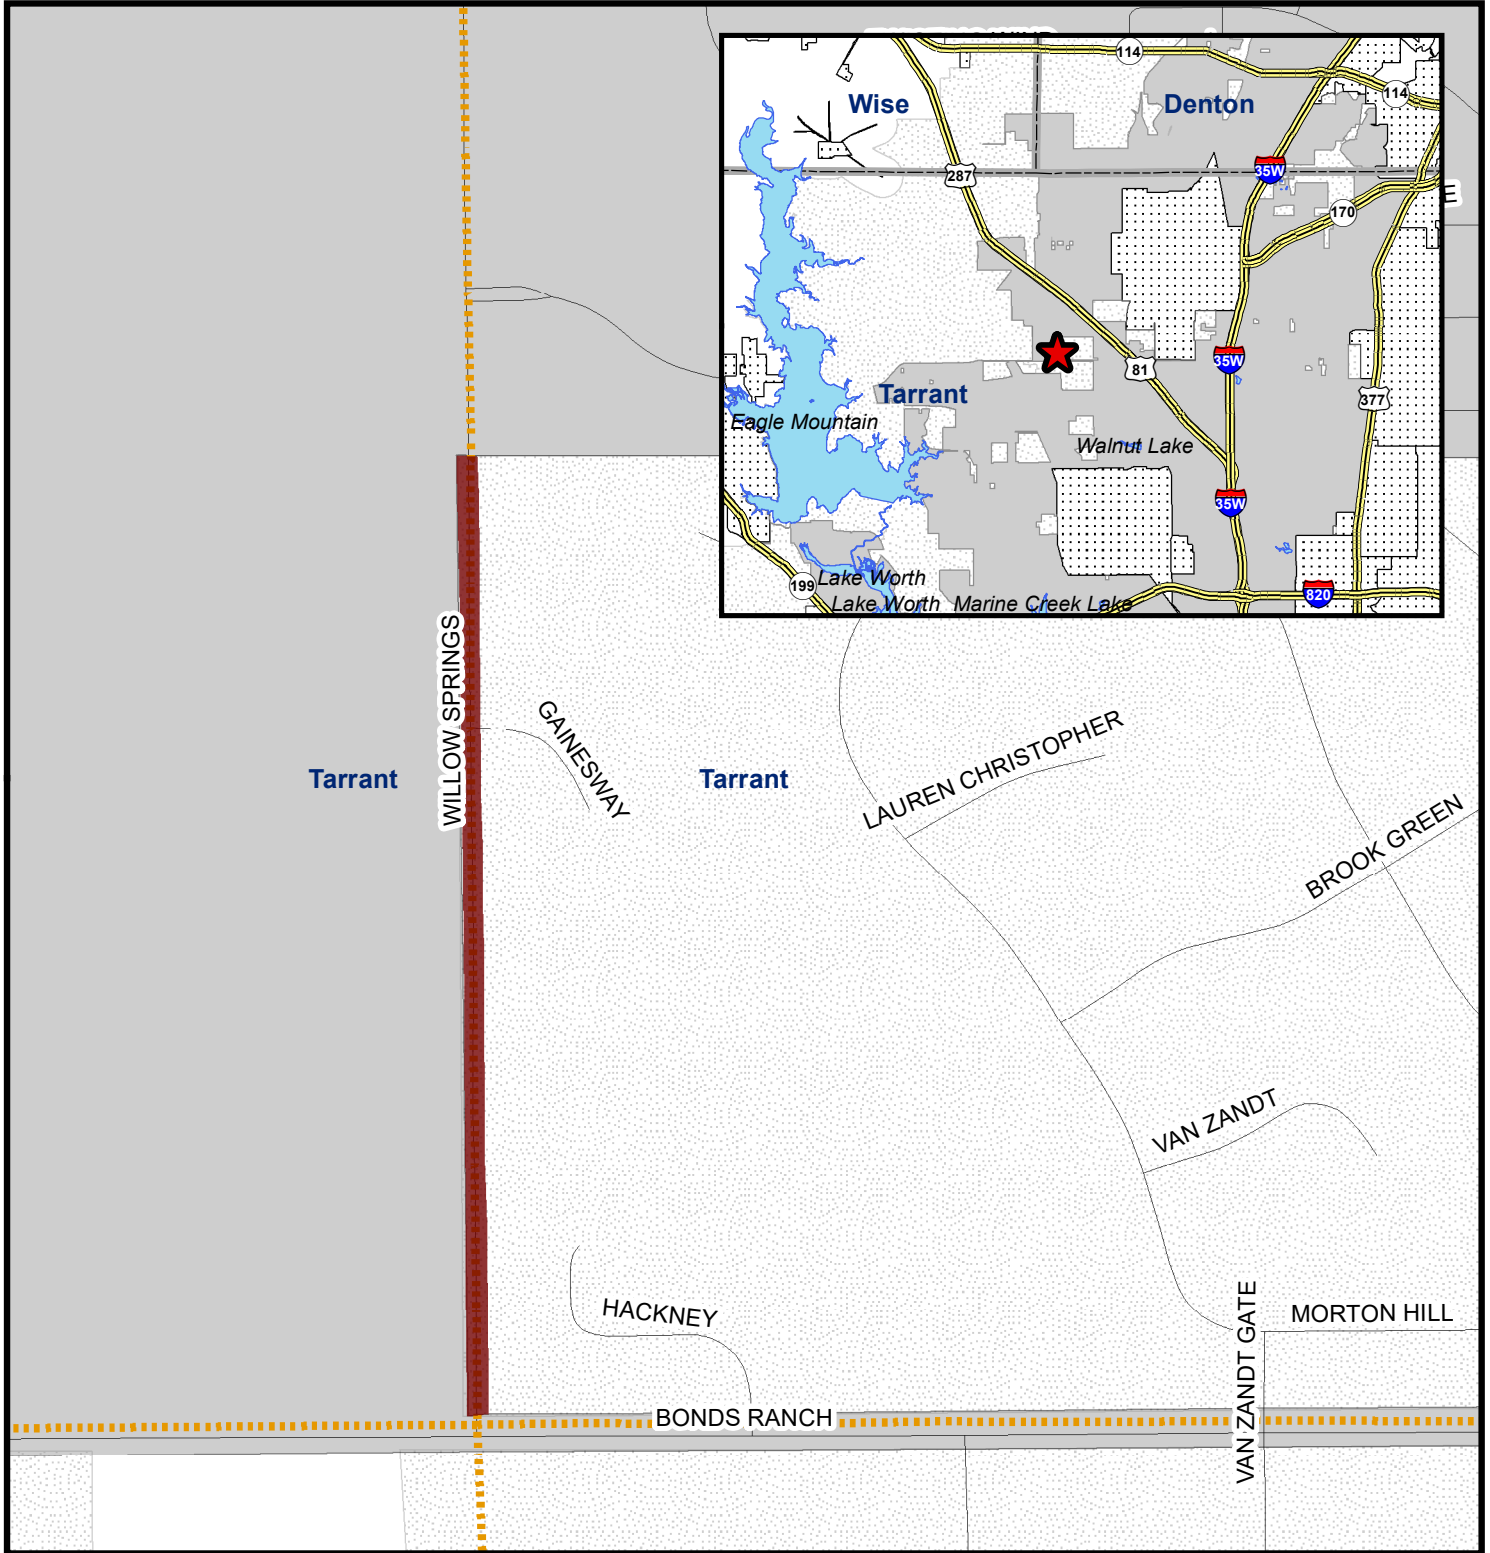 114
Wise
Denton
114
287
35W
170
E
35W
81
Tarrant
377
Eagle Mountain
Walnut Lake
35W
Lake Worth
199
820
Lake Worth
Marine Creek Lake
WILLOW SPRINGS
GAINESWAY
Tarrant
Tarrant
LAUREN CHRISTOPHER
BROOK GREEN
VAN ZANDT
HACKNEY
VAN ZANDT GATE
MORTON HILL
BONDS RANCH